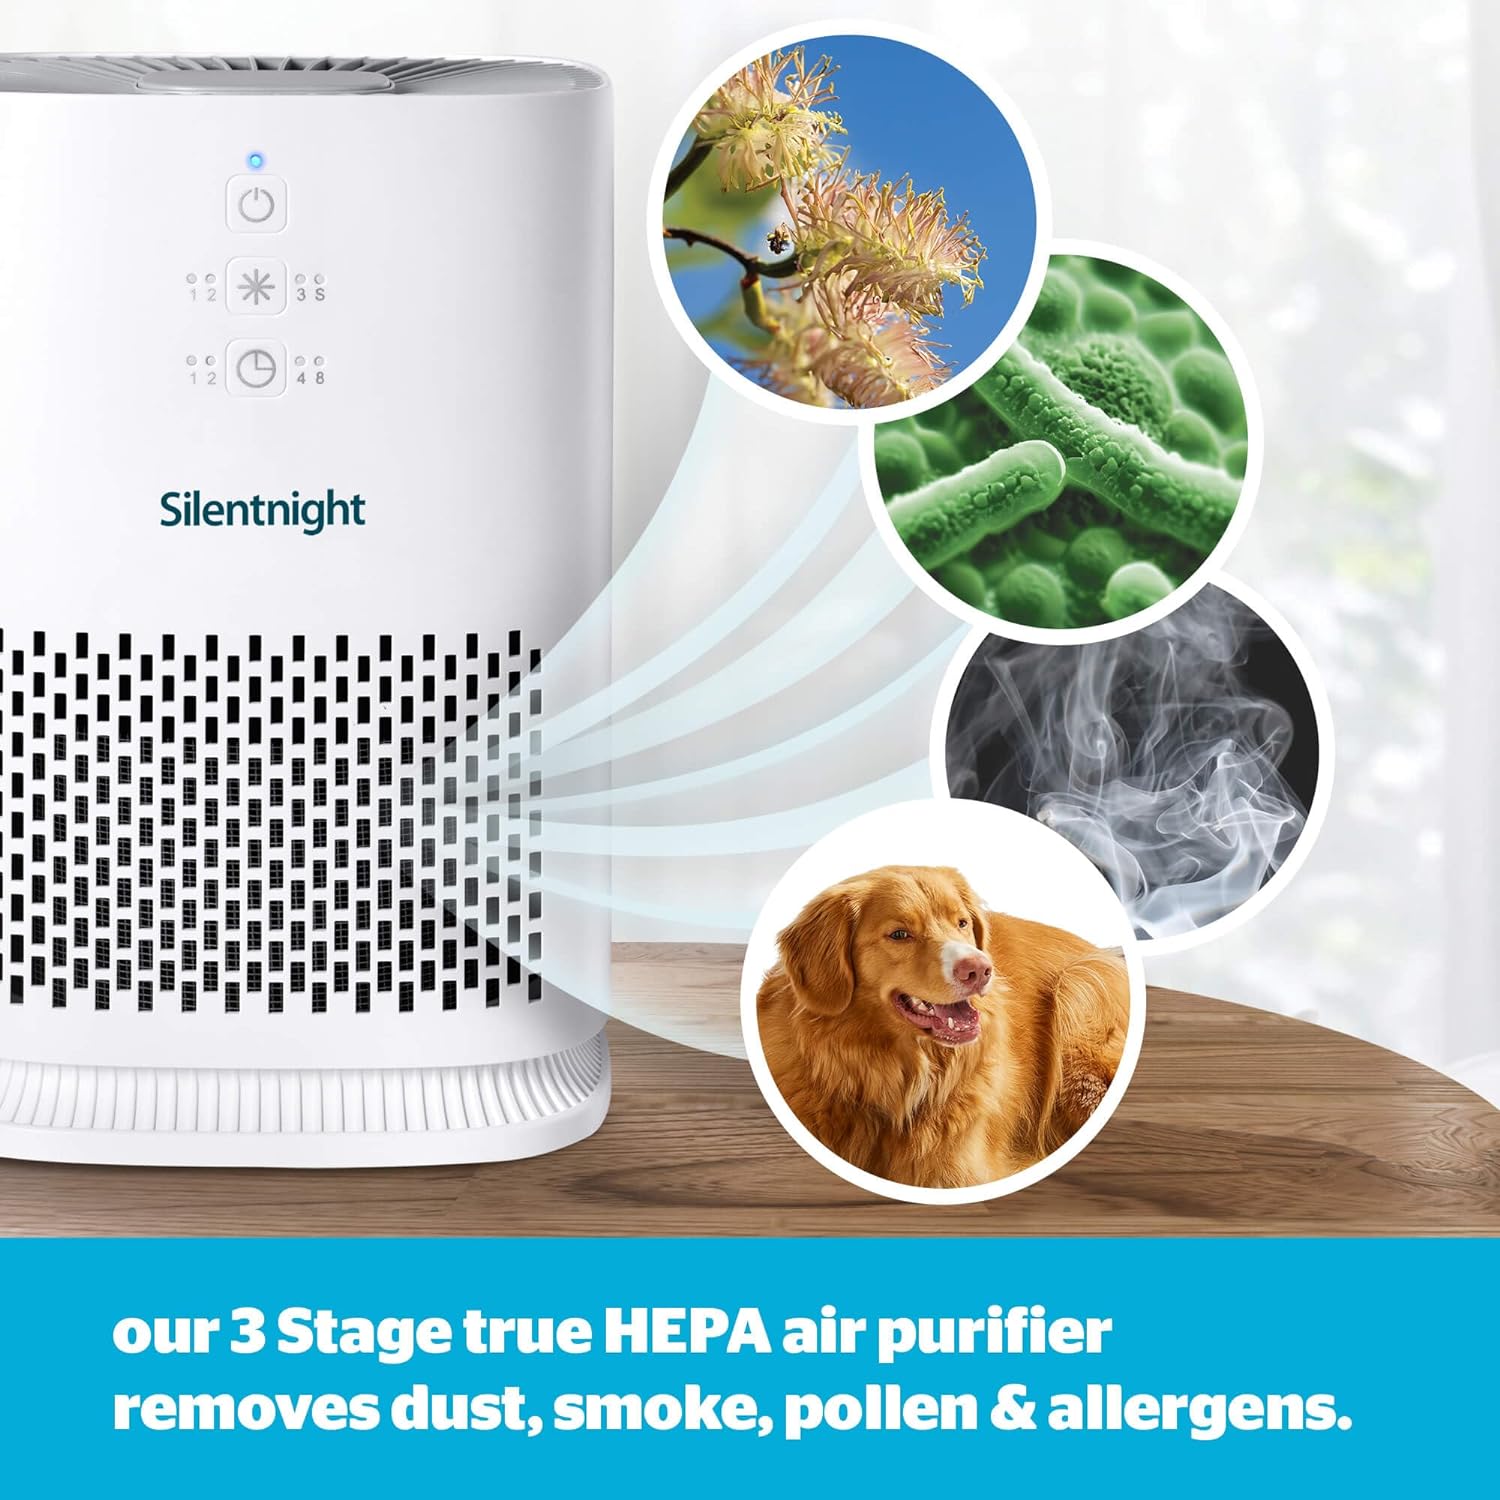 1 2 3 S
1 2 4 8
Silentnight
our 3 Stage true HEPA air purifier
removes dust, smoke, pollen & allergens.